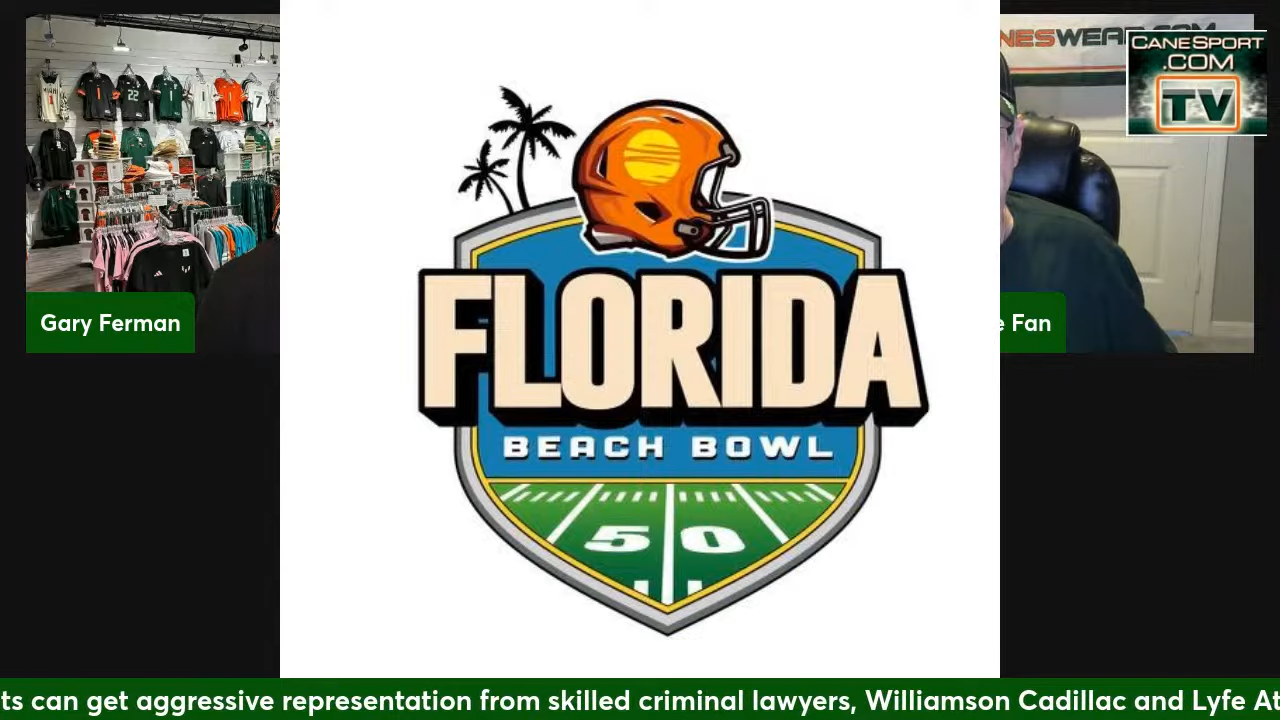 NESWEAR.COM
CANESPORT
.COM
TV
FLORIDA
BEACH BOWL
50
Gary Ferman
e Fan
ts can get aggressive representation from skilled criminal lawyers, Williamson Cadillac and Lyfe At